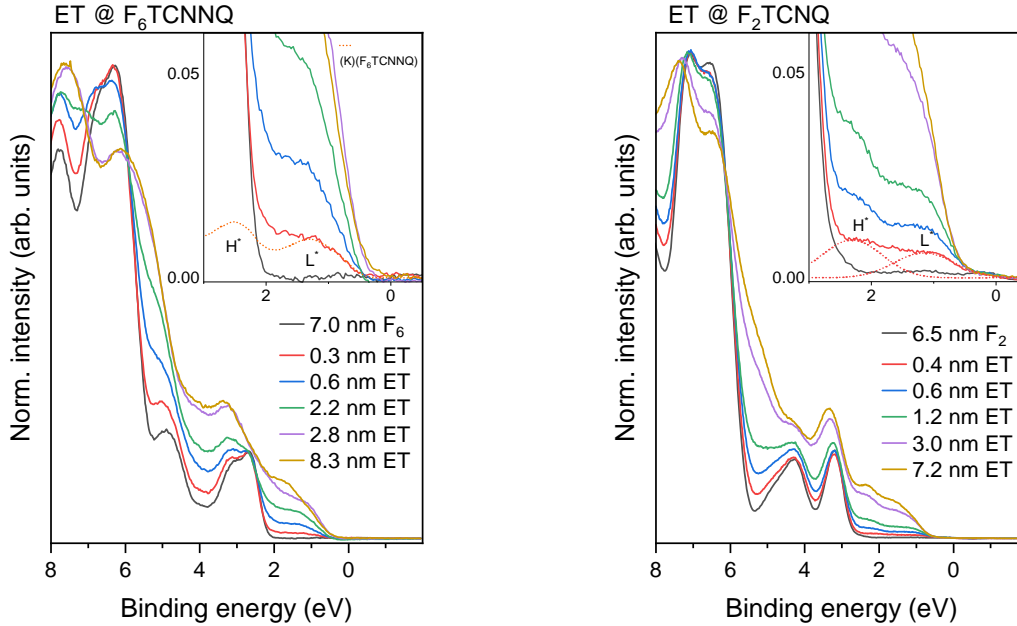 ET @ F₆TCNNQ
Norm. intensity (arb. units)
0.05
0.00
(K)(F₆TCNNQ)
H*
L*
2 0
7.0 nm F₆
0.3 nm ET
0.6 nm ET
2.2 nm ET
2.8 nm ET
8.3 nm ET
8 6 4 2 0
Binding energy (eV)
ET @ F₂TCNQ
Norm. intensity (arb. units)
0.05
0.00
H*
L*
2 0
6.5 nm F₂
0.4 nm ET
0.6 nm ET
1.2 nm ET
3.0 nm ET
7.2 nm ET
8 6 4 2 0
Binding energy (eV)